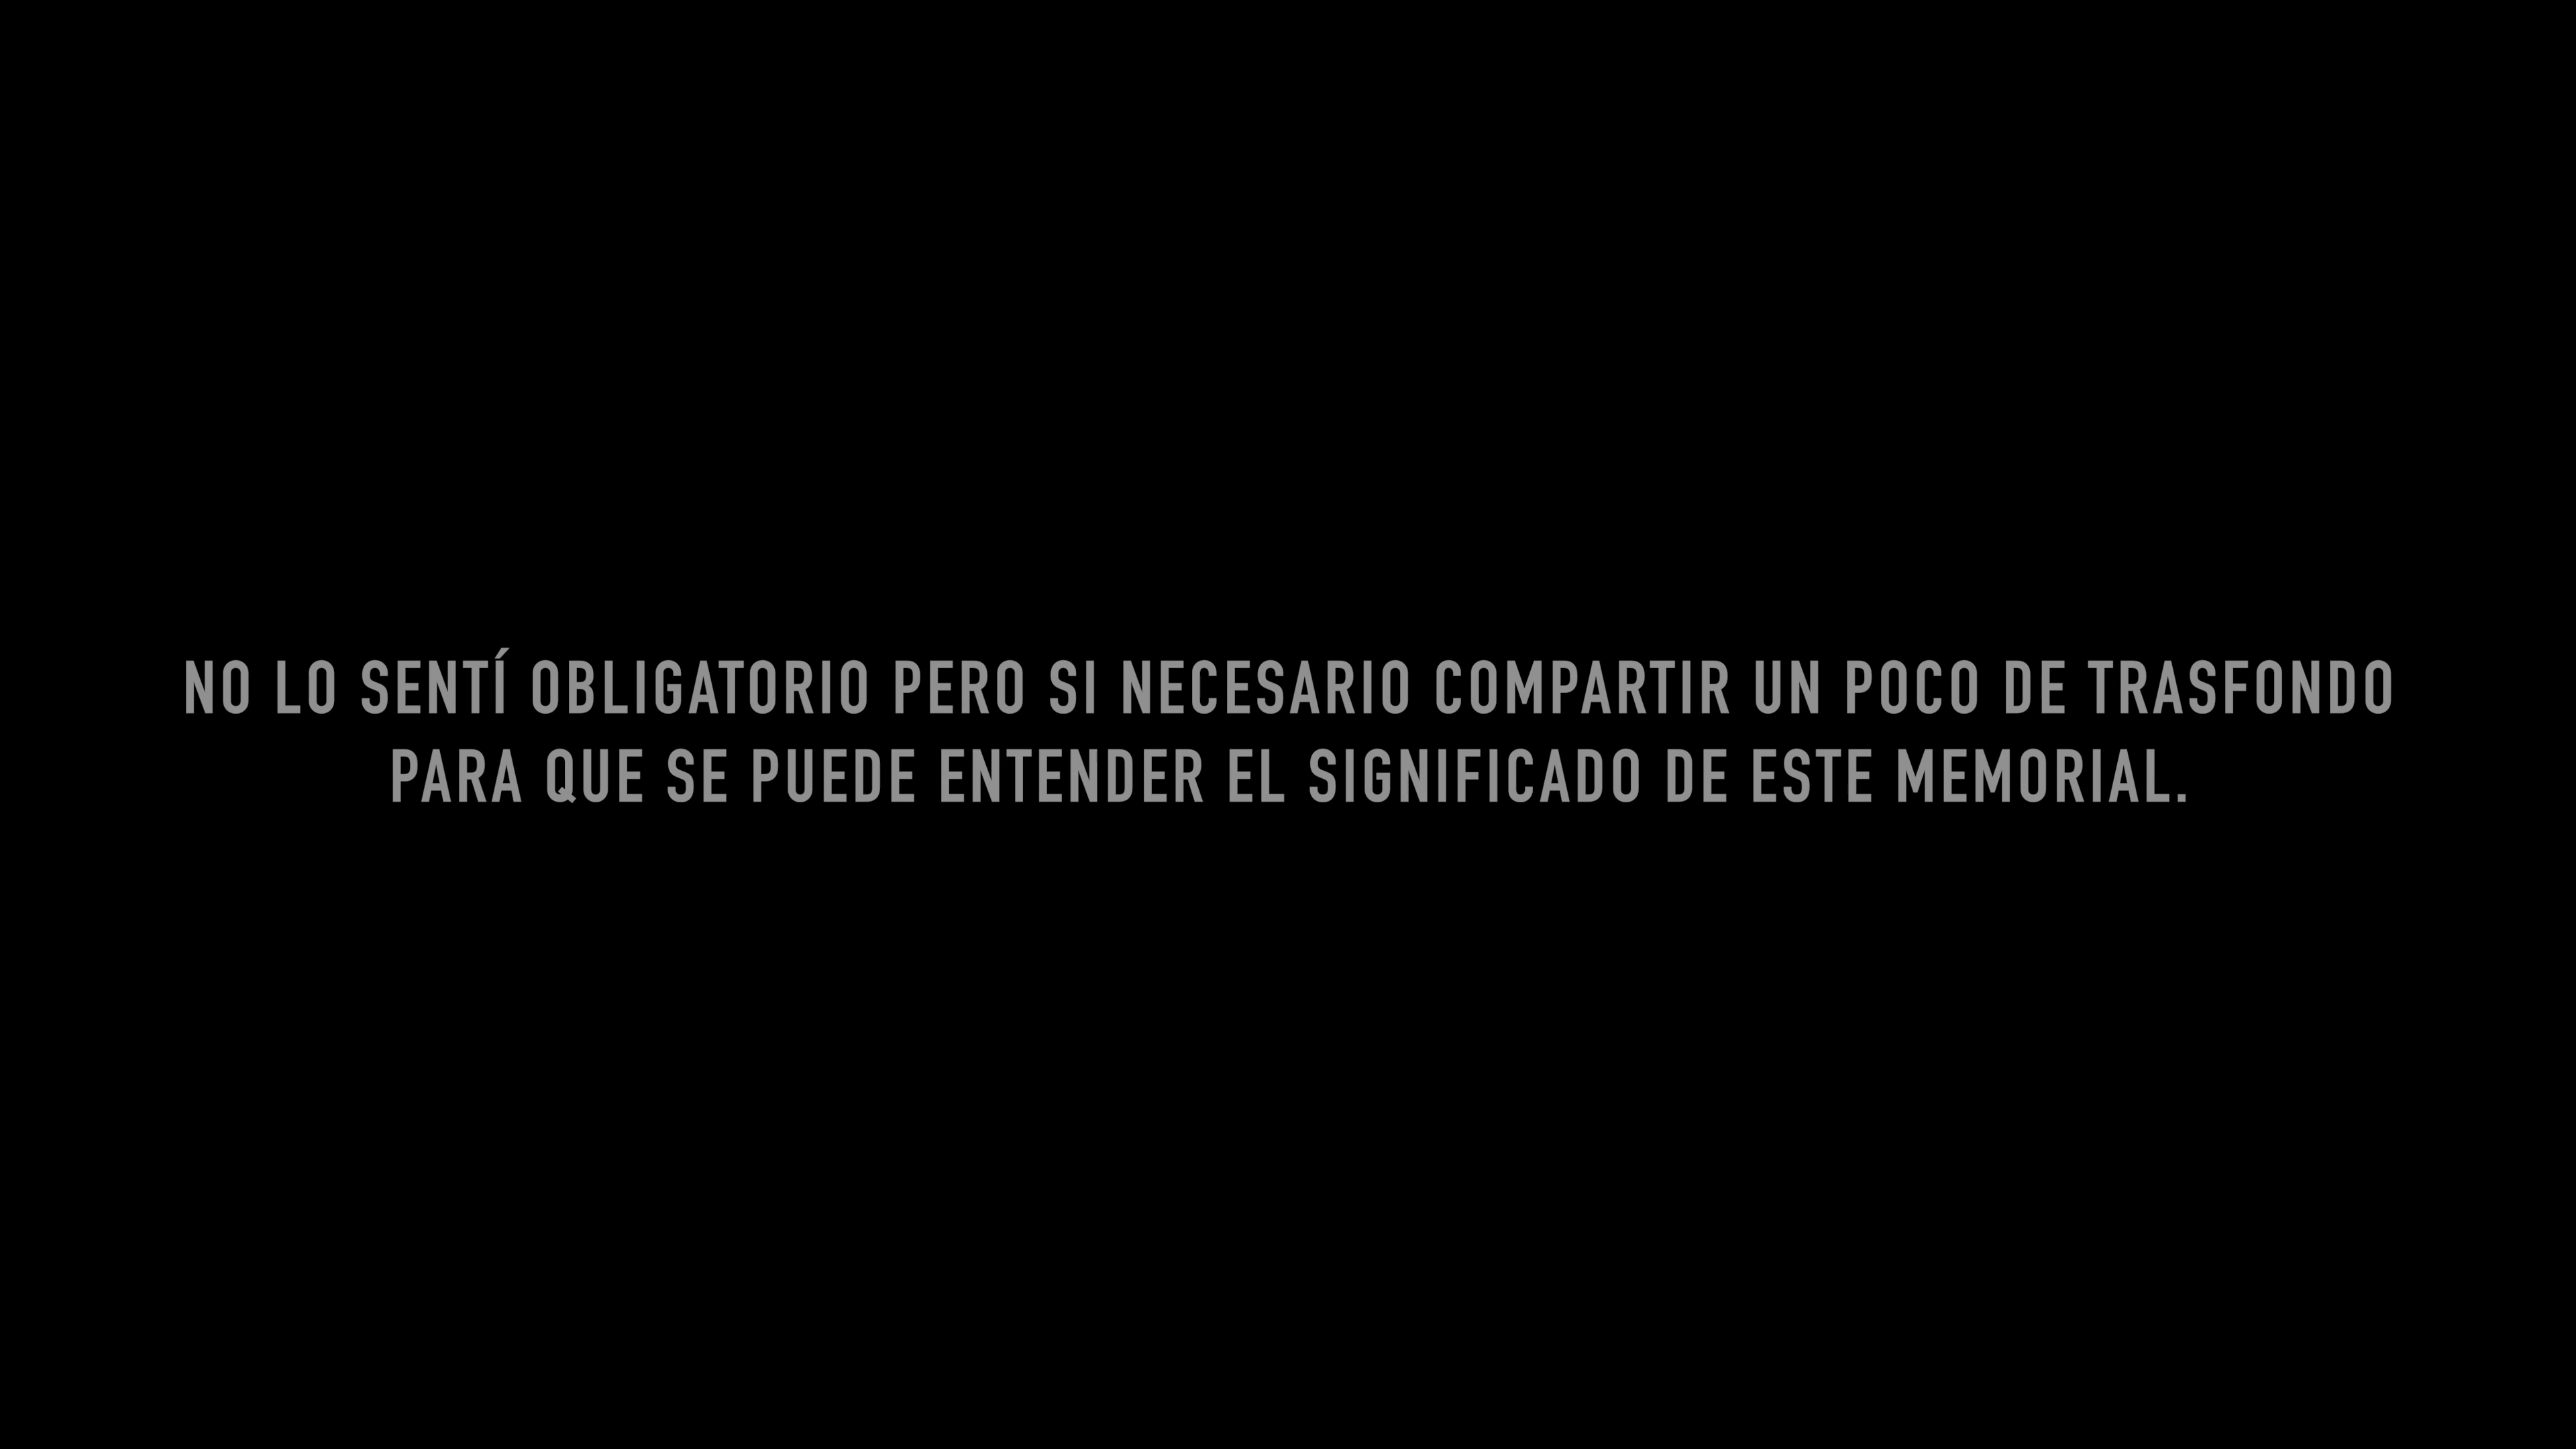 NO LO SENTÍ OBLIGATORIO PERO SI NECESARIO COMPARTIR UN POCO DE TRASFONDO
PARA QUE SE PUEDE ENTENDER EL SIGNIFICADO DE ESTE MEMORIAL.